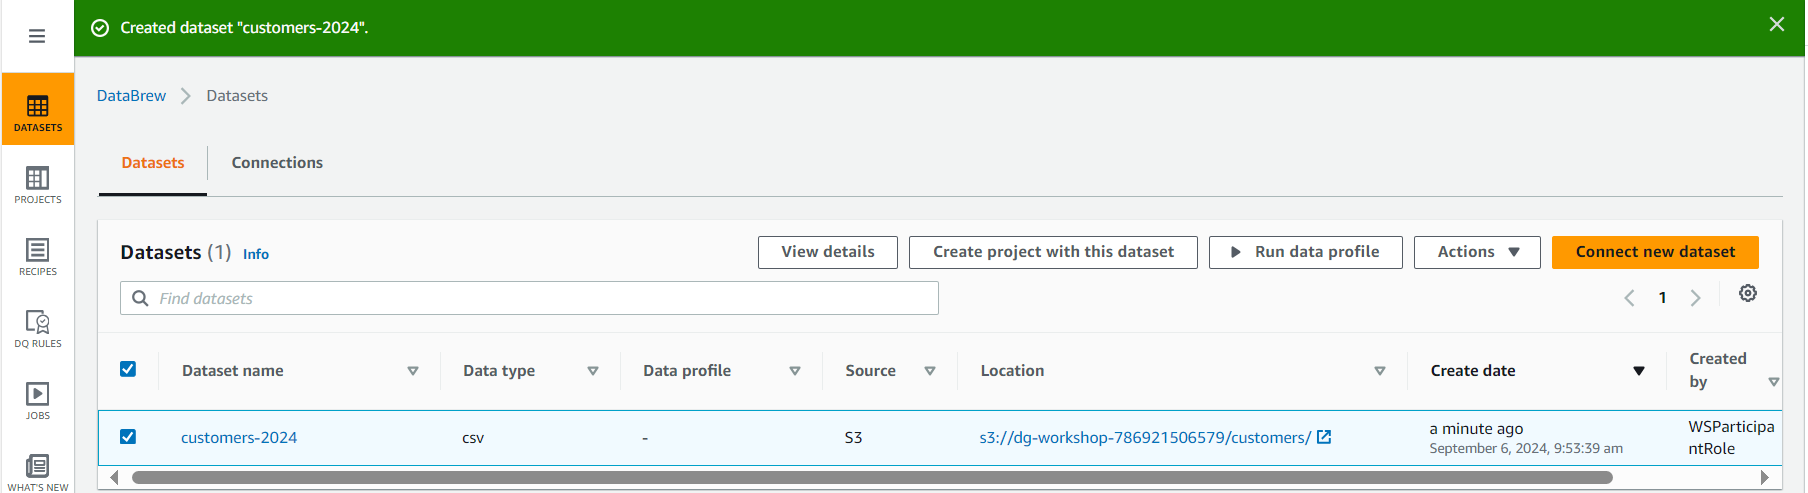 Created dataset "customers-2024".
DataBrew
Datasets
DATASETS
PROJECTS
RECIPES
DQ RULES
JOBS
WHAT'S NEW
Datasets
Connections
Datasets (1) Info
View details
Create project with this dataset
Run data profile
Actions
Connect new dataset
Find datasets
1
Dataset name
Data type
Data profile
Source
Location
Create date
Created
by
customers-2024
csv
-
S3
s3://dg-workshop-786921506579/customers/
a minute ago
September 6, 2024, 9:53:39 am
WSParticipa
ntRole